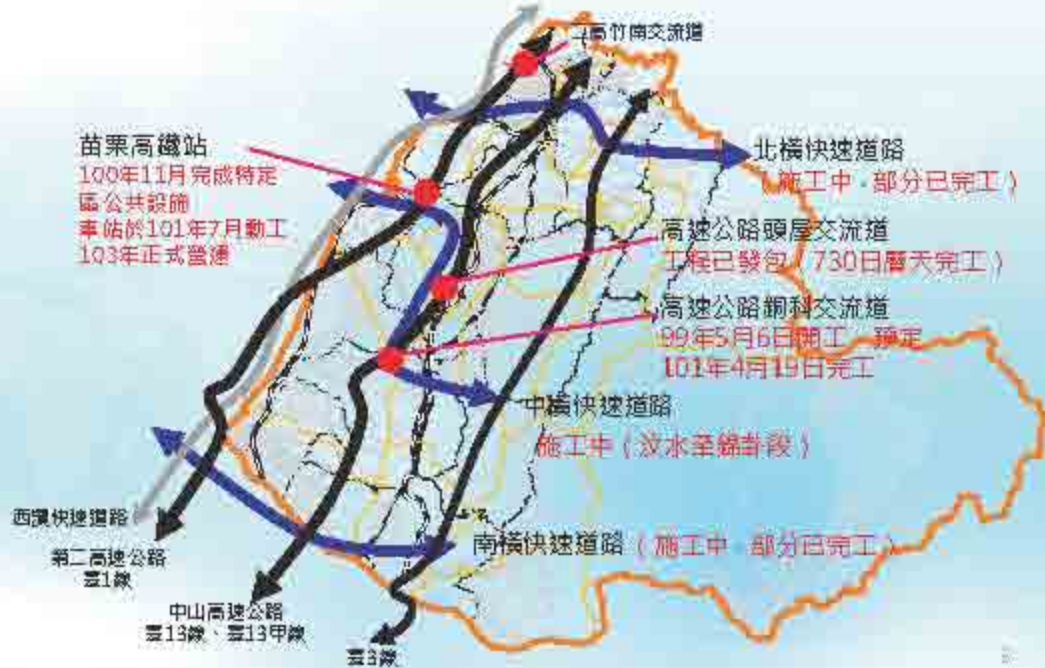 二高竹南交流道
苗栗高鐵站
100年11月完成特定
區公共設施
車站於101年7月動工
103年正式營運
北橫快速道路
(施工中,部分已完工)
高速公路頭屋交流道
工程已發包(730日曆天完工)
高速公路銅科交流道
99年5月6日開工,預定
101年4月19日完工
中橫快速道路
施工中(汶水至錦卦段)
南橫快速道路(施工中,部分已完工)
西濱快速道路
第二高速公路
臺1線
中山高速公路
臺13線、臺13甲線
臺3線